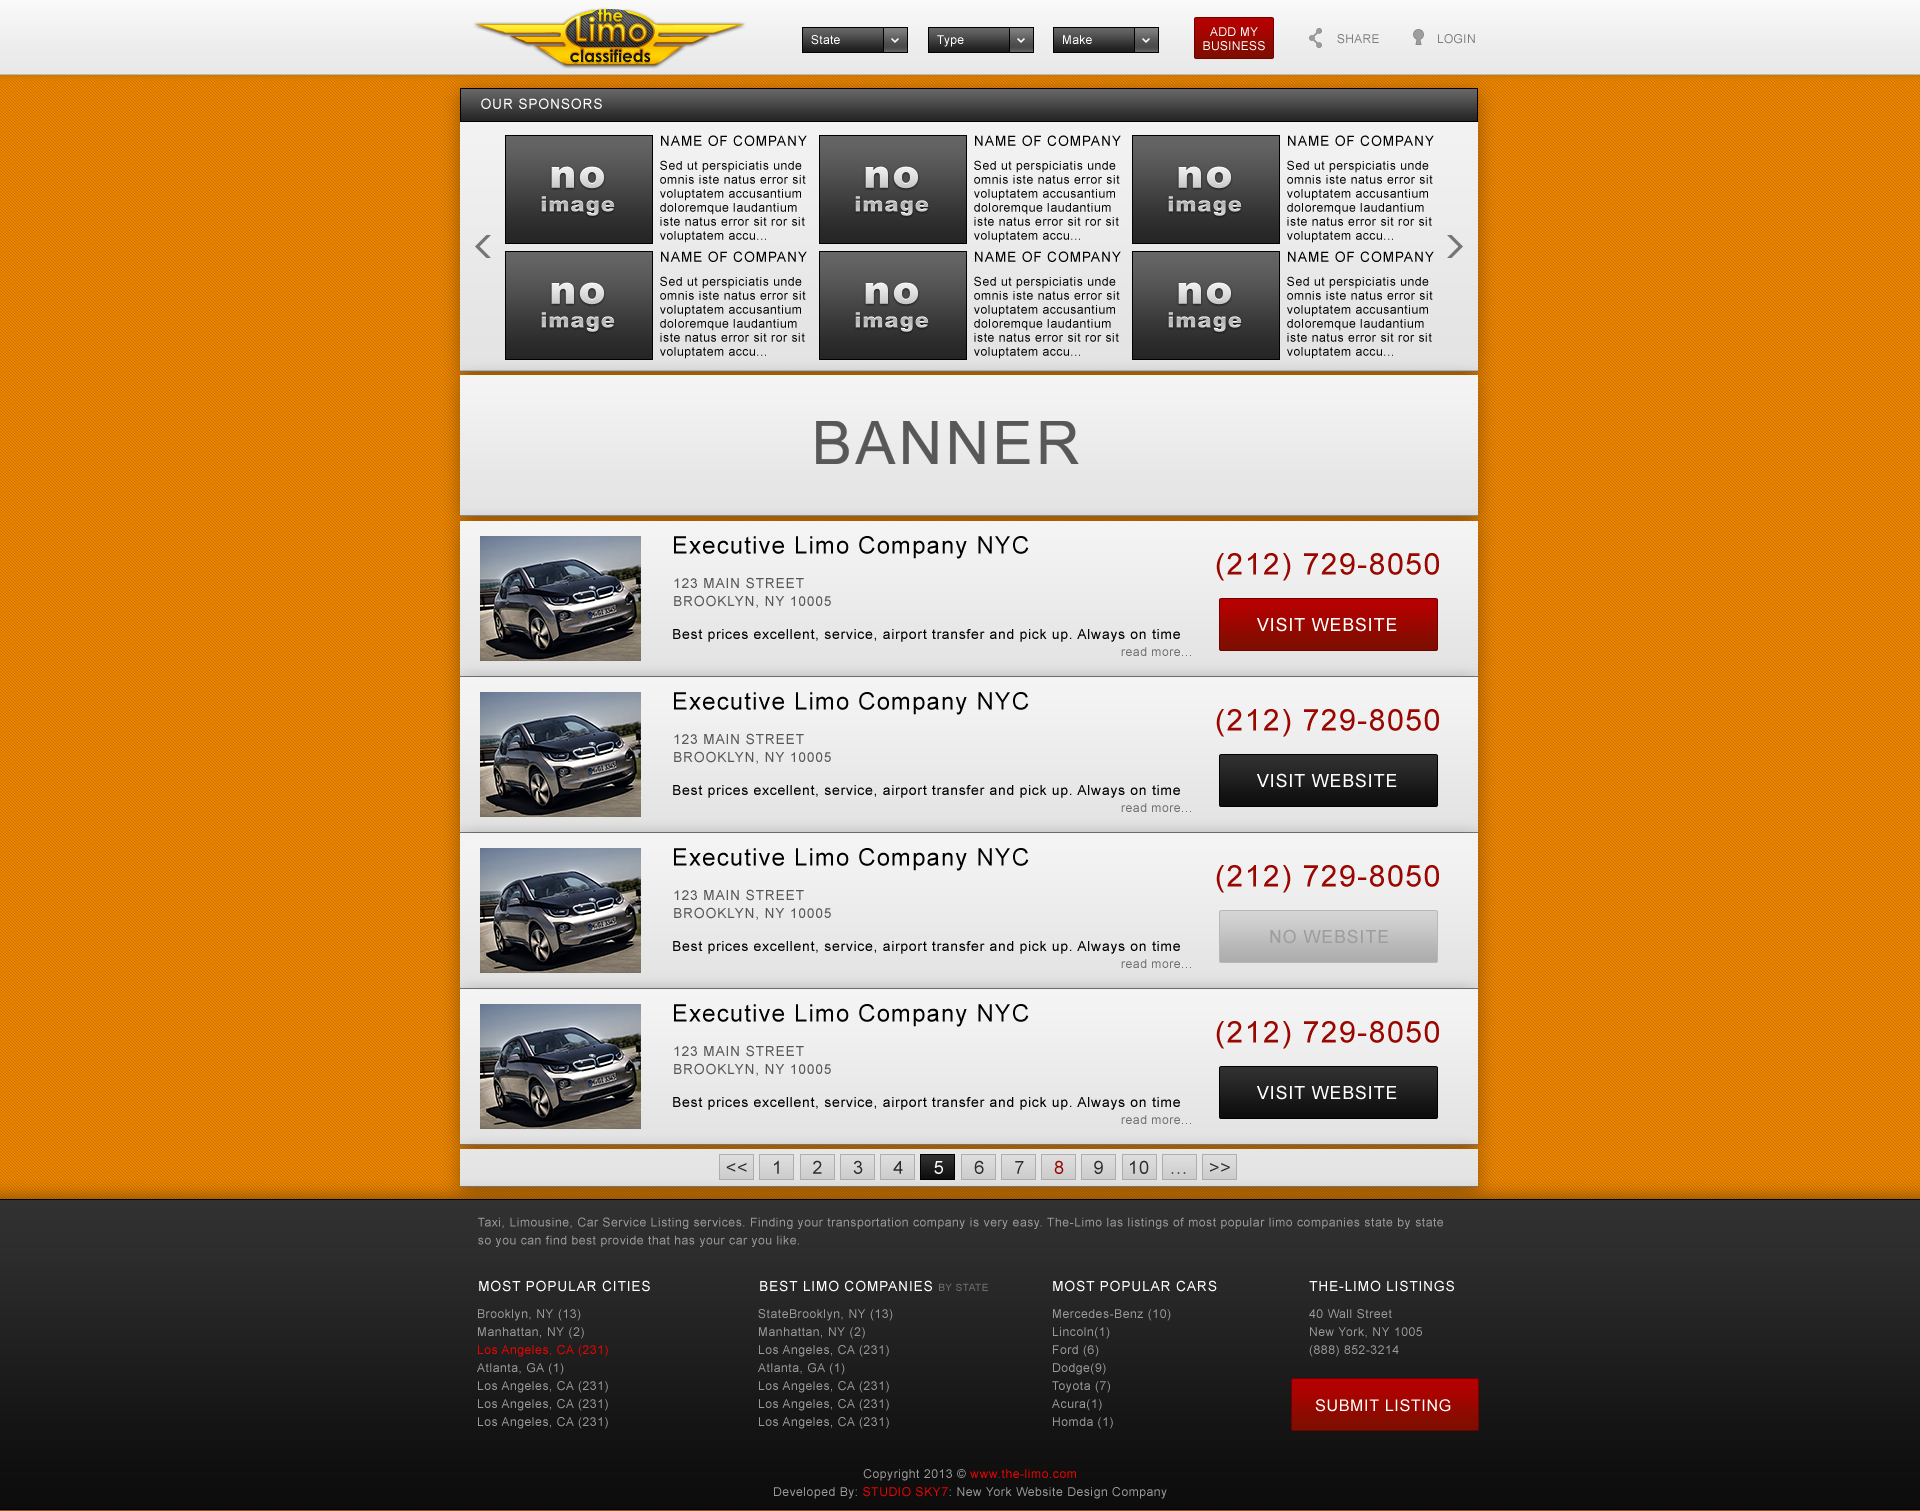 the
Limo
classifieds
State
Type
Make
ADD MY
BUSINESS
SHARE
LOGIN
OUR SPONSORS
no
image
NAME OF COMPANY
Sed ut perspiciatis unde
omnis iste natus error sit
voluptatem accusantium
doloremque laudantium
iste natus error sit ror sit
voluptatem accu...
no
image
NAME OF COMPANY
Sed ut perspiciatis unde
omnis iste natus error sit
voluptatem accusantium
doloremque laudantium
iste natus error sit ror sit
voluptatem accu...
no
image
NAME OF COMPANY
Sed ut perspiciatis unde
omnis iste natus error sit
voluptatem accusantium
doloremque laudantium
iste natus error sit ror sit
voluptatem accu...
no
image
NAME OF COMPANY
Sed ut perspiciatis unde
omnis iste natus error sit
voluptatem accusantium
doloremque laudantium
iste natus error sit ror sit
voluptatem accu...
no
image
NAME OF COMPANY
Sed ut perspiciatis unde
omnis iste natus error sit
voluptatem accusantium
doloremque laudantium
iste natus error sit ror sit
voluptatem accu...
no
image
NAME OF COMPANY
Sed ut perspiciatis unde
omnis iste natus error sit
voluptatem accusantium
doloremque laudantium
iste natus error sit ror sit
voluptatem accu...
BANNER
Executive Limo Company NYC
123 MAIN STREET
BROOKLYN, NY 10005
Best prices excellent, service, airport transfer and pick up. Always on time
read more...
(212) 729-8050
VISIT WEBSITE
Executive Limo Company NYC
123 MAIN STREET
BROOKLYN, NY 10005
Best prices excellent, service, airport transfer and pick up. Always on time
read more...
(212) 729-8050
VISIT WEBSITE
Executive Limo Company NYC
123 MAIN STREET
BROOKLYN, NY 10005
Best prices excellent, service, airport transfer and pick up. Always on time
read more...
(212) 729-8050
NO WEBSITE
Executive Limo Company NYC
123 MAIN STREET
BROOKLYN, NY 10005
Best prices excellent, service, airport transfer and pick up. Always on time
read more...
(212) 729-8050
VISIT WEBSITE
<< 1 2 3 4 5 6 7 8 9 10 ... >>
Taxi, Limousine, Car Service Listing services. Finding your transportation company is very easy. The-Limo las listings of most popular limo companies state by state
so you can find best provide that has your car you like.
MOST POPULAR CITIES
Brooklyn, NY (13)
Manhattan, NY (2)
Los Angeles, CA (231)
Atlanta, GA (1)
Los Angeles, CA (231)
Los Angeles, CA (231)
Los Angeles, CA (231)
BEST LIMO COMPANIES BY STATE
StateBrooklyn, NY (13)
Manhattan, NY (2)
Los Angeles, CA (231)
Atlanta, GA (1)
Los Angeles, CA (231)
Los Angeles, CA (231)
Los Angeles, CA (231)
MOST POPULAR CARS
Mercedes-Benz (10)
Lincoln(1)
Ford (6)
Dodge(9)
Toyota (7)
Acura(1)
Homda (1)
THE-LIMO LISTINGS
40 Wall Street
New York, NY 1005
(888) 852-3214
SUBMIT LISTING
Copyright 2013 © www.the-limo.com
Developed By: STUDIO SKY7: New York Website Design Company